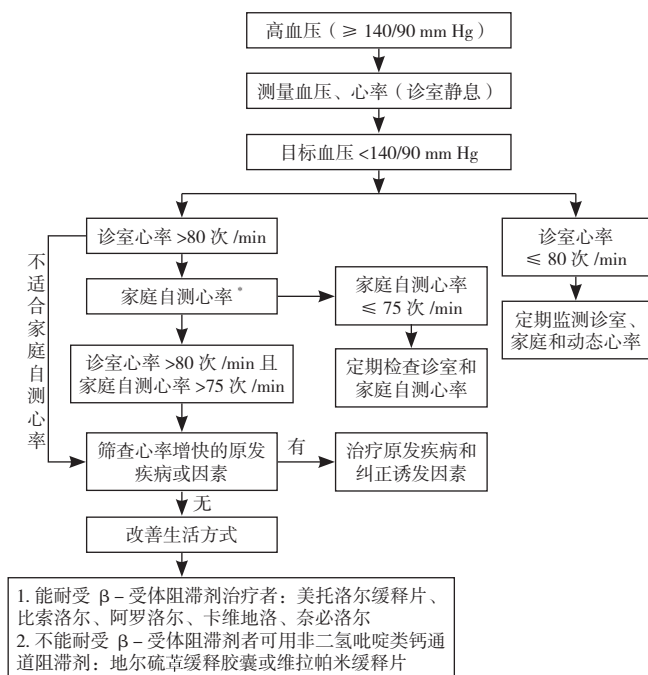 高血压（≥ 140/90 mm Hg）
测量血压、心率（诊室静息）
目标血压 <140/90 mm Hg
诊室心率 >80 次 /min
诊室心率
≤ 80 次 /min
不适合家庭自测心率
家庭自测心率*
家庭自测心率
≤ 75 次 /min
定期监测诊室、
家庭和动态心率
诊室心率 >80 次 /min 且
家庭自测心率 >75 次 /min
定期检查诊室和
家庭自测心率
筛查心率增快的原发
疾病或因素
有
治疗原发疾病和
纠正诱发因素
无
改善生活方式
1. 能耐受 β－受体阻滞剂治疗者：美托洛尔缓释片、
比索洛尔、阿罗洛尔、卡维地洛、奈必洛尔
2. 不能耐受 β－受体阻滞剂者可用非二氢吡啶类钙通
道阻滞剂：地尔硫䓬缓释胶囊或维拉帕米缓释片